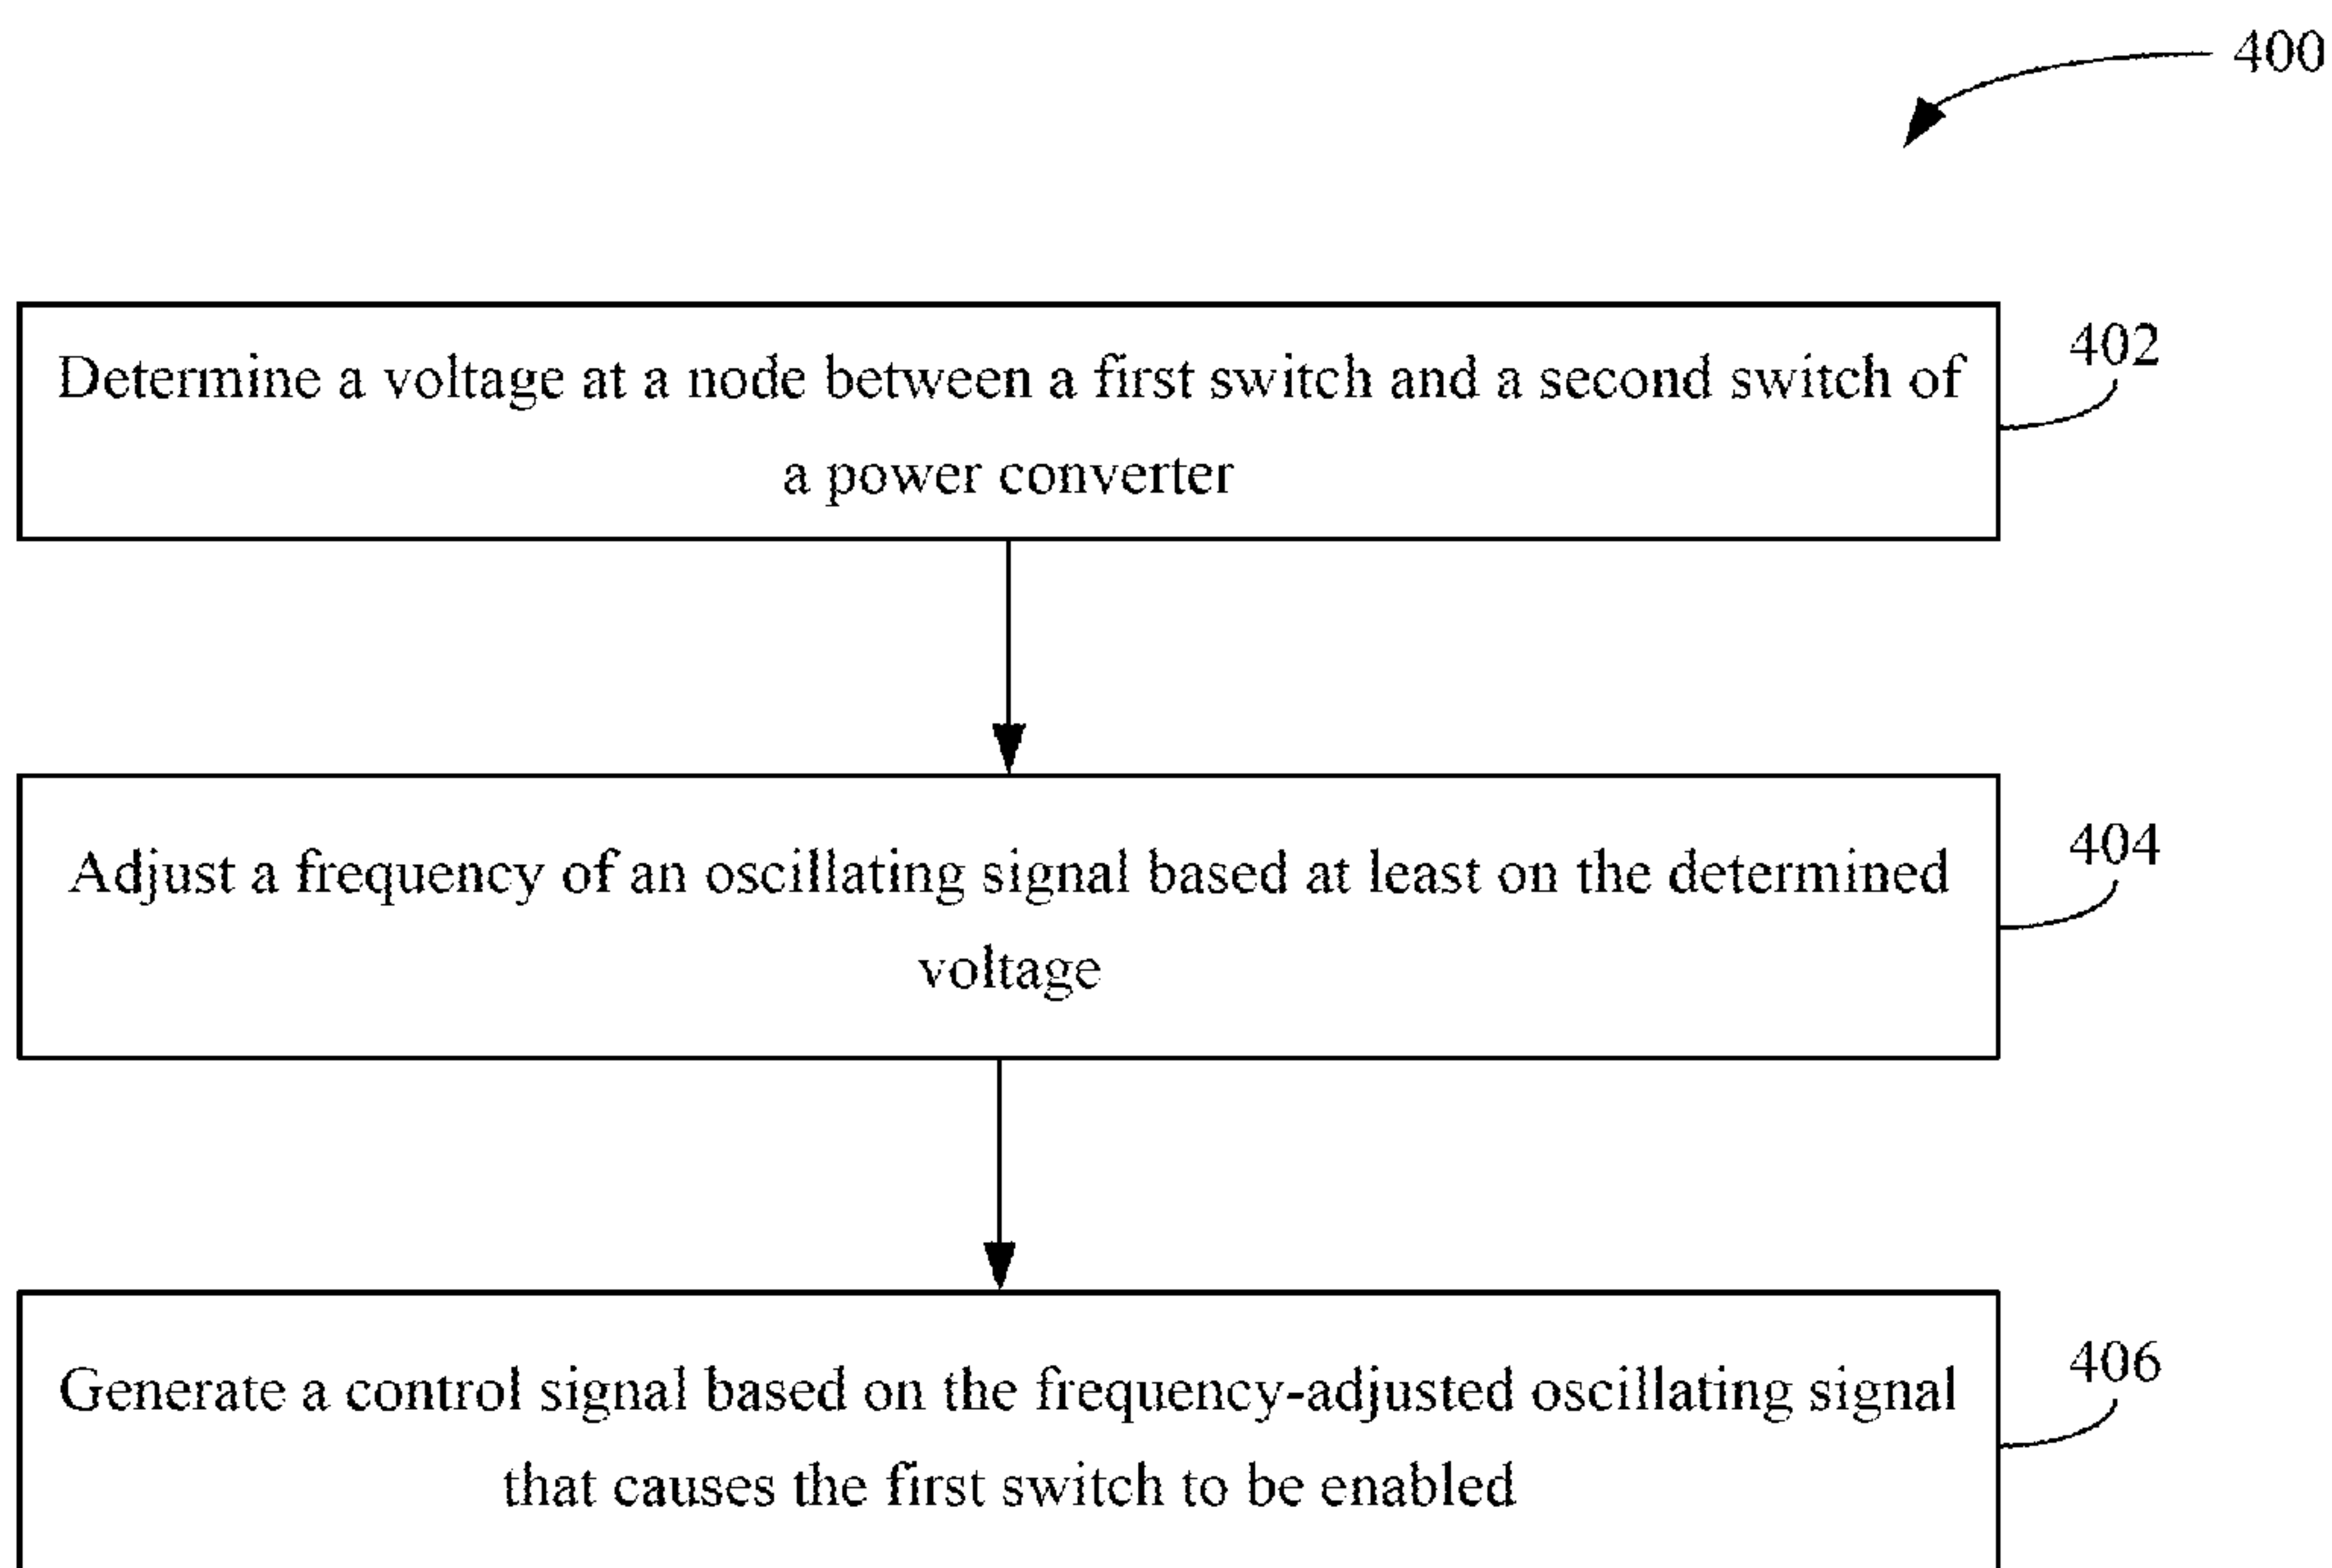 400
Determine a voltage at a node between a first switch and a second switch of
a power converter
402
Adjust a frequency of an oscillating signal based at least on the determined
voltage
404
Generate a control signal based on the frequency-adjusted oscillating signal
that causes the first switch to be enabled
406